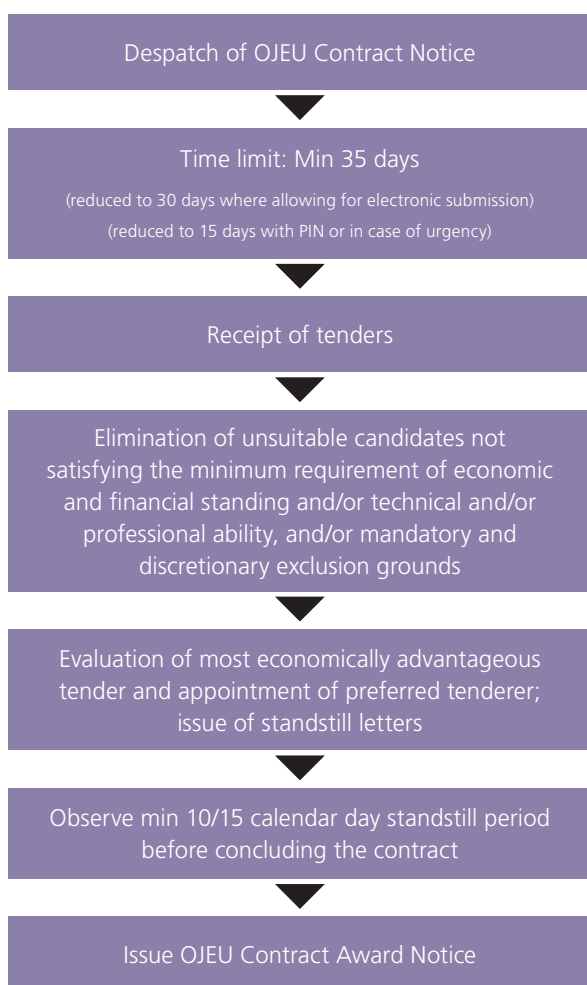 Despatch of OJEU Contract Notice
Time limit: Min 35 days
(reduced to 30 days where allowing for electronic submission)
(reduced to 15 days with PIN or in case of urgency)
Receipt of tenders
Elimination of unsuitable candidates not
satisfying the minimum requirement of economic
and financial standing and/or technical and/or
professional ability, and/or mandatory and
discretionary exclusion grounds
Evaluation of most economically advantageous
tender and appointment of preferred tenderer;
issue of standstill letters
Observe min 10/15 calendar day standstill period
before concluding the contract
Issue OJEU Contract Award Notice